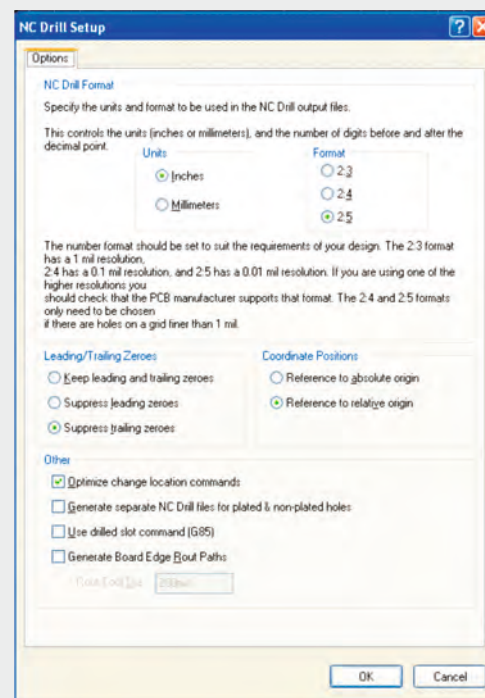 NC Drill Setup
Options
NC Drill Format
Specify the units and format to be used in the NC Drill output files.
This controls the units (inches or millimeters), and the number of digits before and after the
decimal point.
Units
Inches
Millimeters
Format
2:3
2:4
2:5
The number format should be set to suit the requirements of your design. The 2:3 format
has a 1 mil resolution,
2:4 has a 0.1 mil resolution, and 2:5 has a 0.01 mil resolution. If you are using one of the
higher resolutions you
should check that the PCB manufacturer supports that format. The 2:4 and 2:5 formats
only need to be chosen
if there are holes on a grid finer than 1 mil.
Leading/Trailing Zeroes
Keep leading and trailing zeroes
Suppress leading zeroes
Suppress trailing zeroes
Coordinate Positions
Reference to absolute origin
Reference to relative origin
Other
Optimize change location commands
Generate separate NC Drill files for plated & non-plated holes
Use drilled slot command (G85)
Generate Board Edge Rout Paths
Rout Tool Dia
OK
Cancel